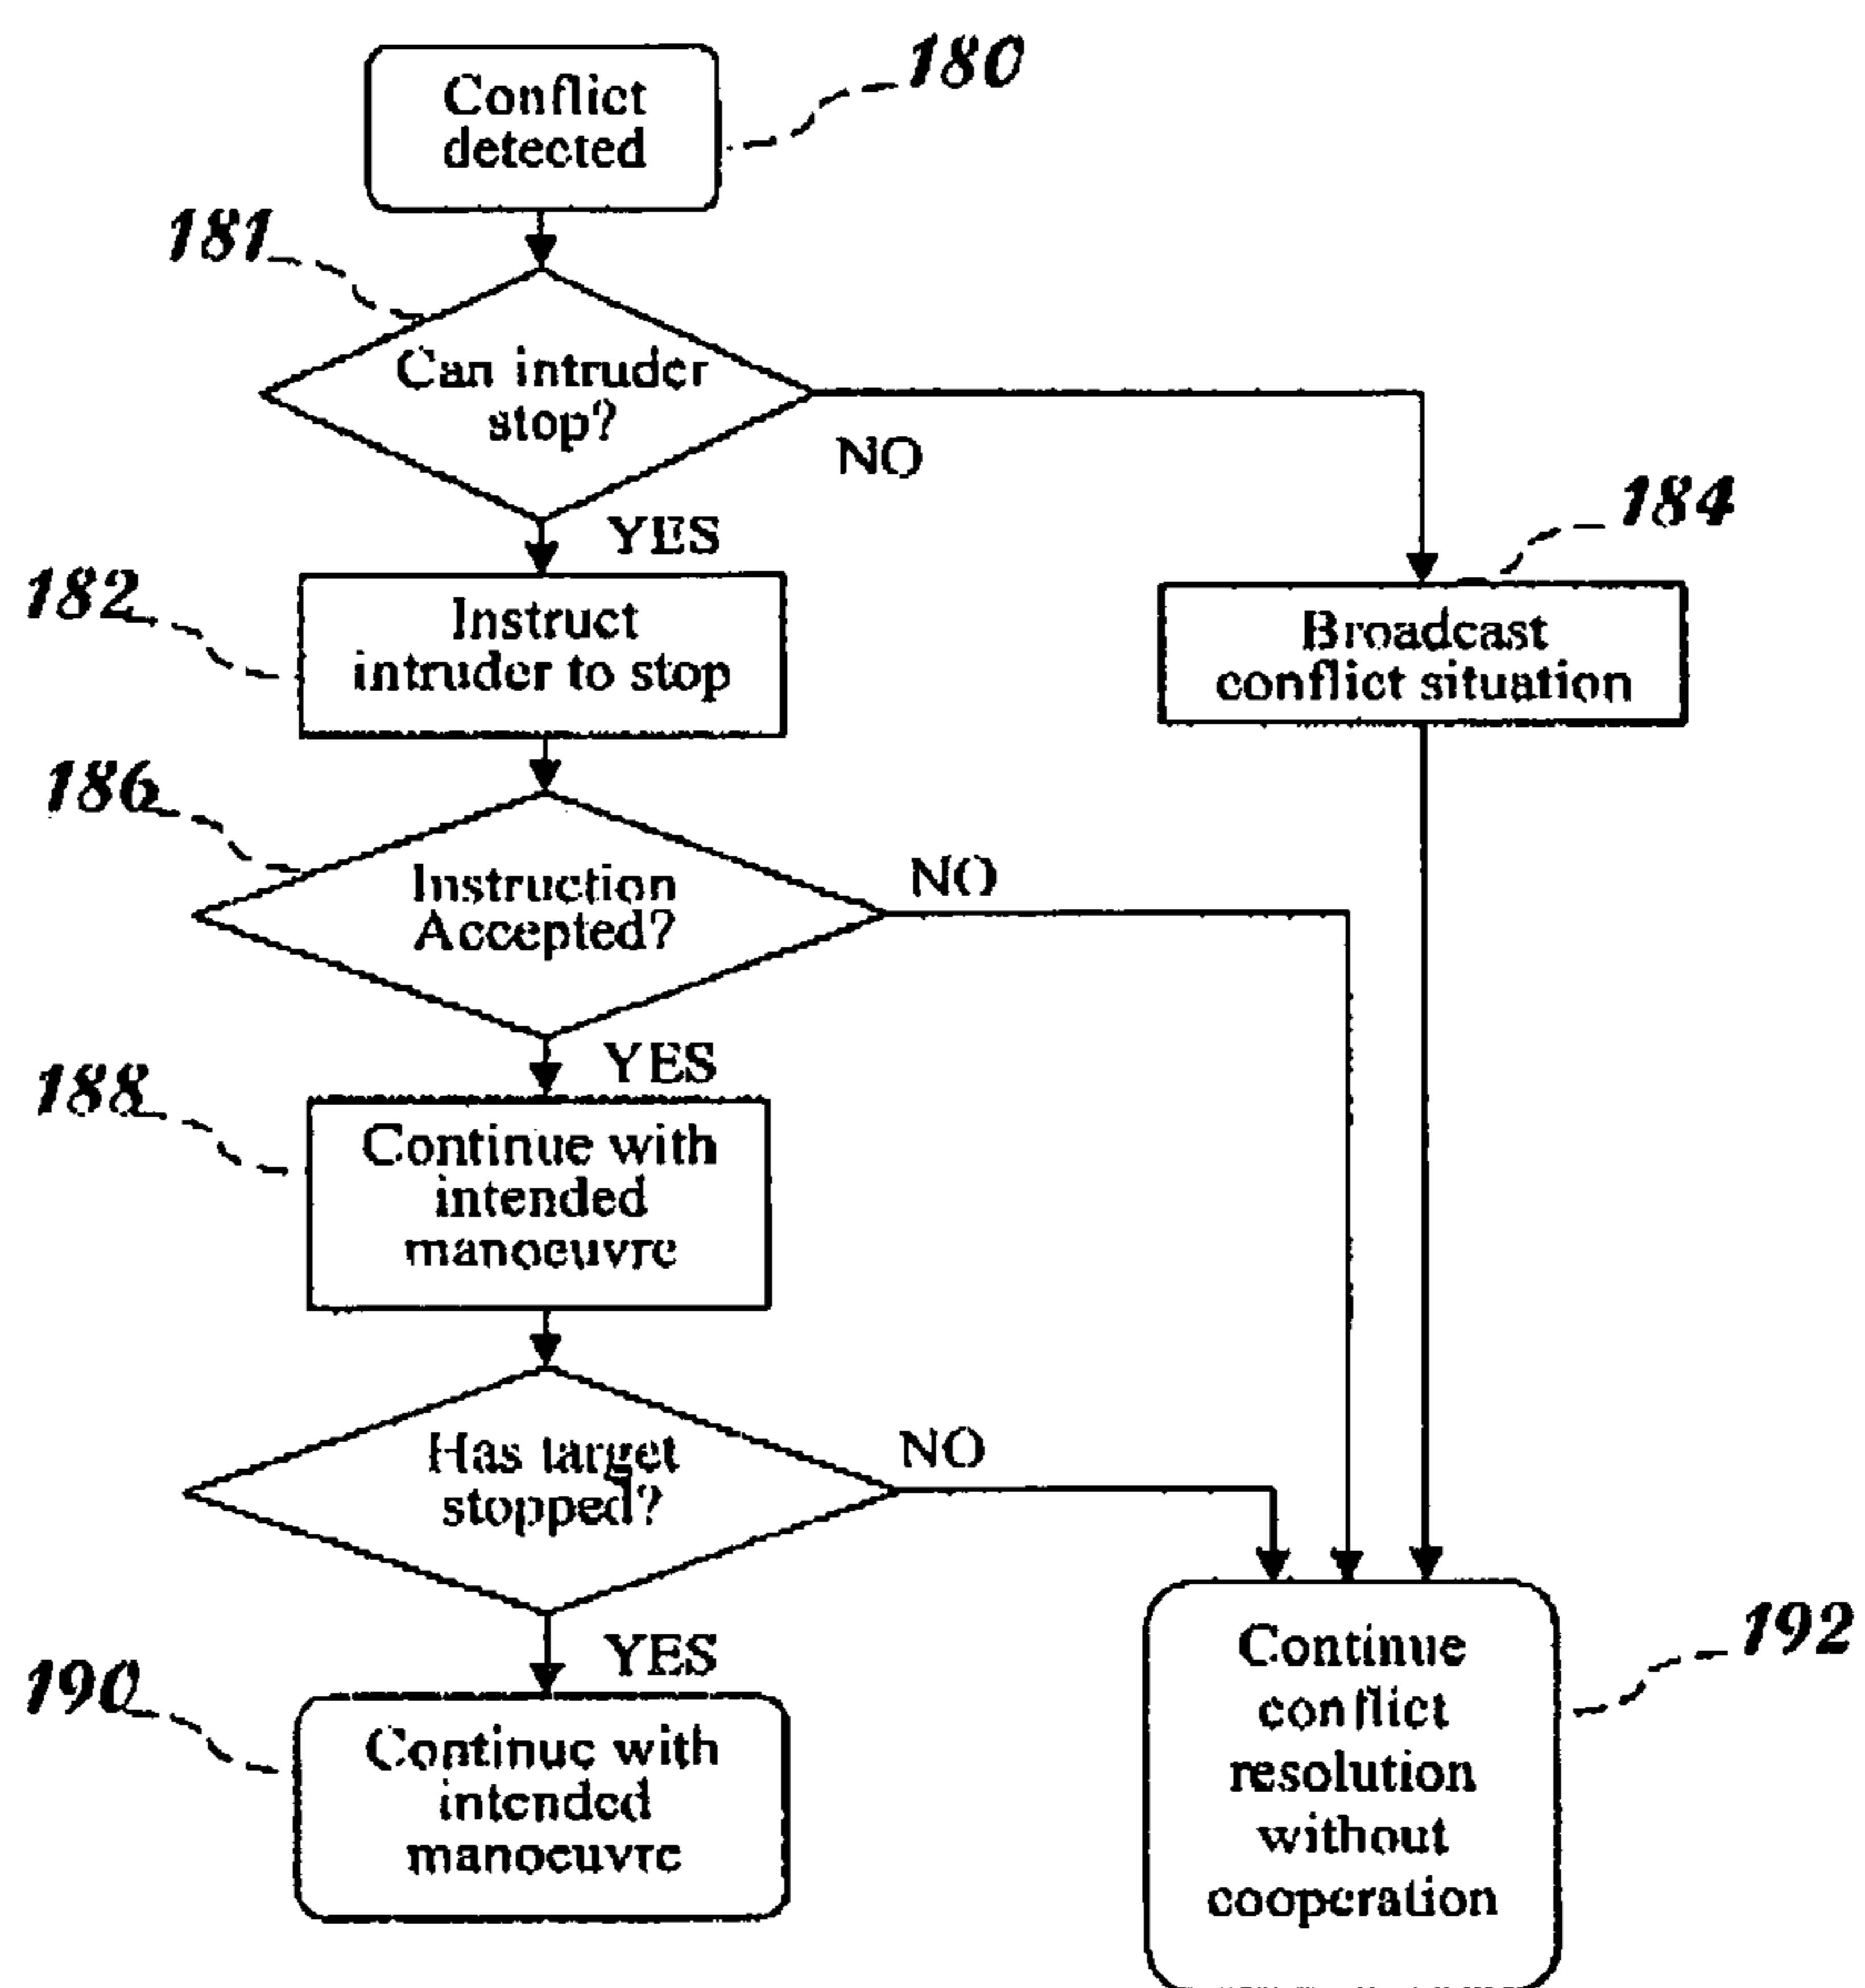 Conflict
detected
180
181
Can intruder
stop?
NO
YES
182
Instruct
intruder to stop
184
Broadcast
conflict situation
186
Instruction
Accepted?
NO
YES
188
Continue with
intended
manoeuvre
Has target
stopped?
NO
YES
190
Continue with
intended
manoeuvre
192
Continue
conflict
resolution
without
cooperation